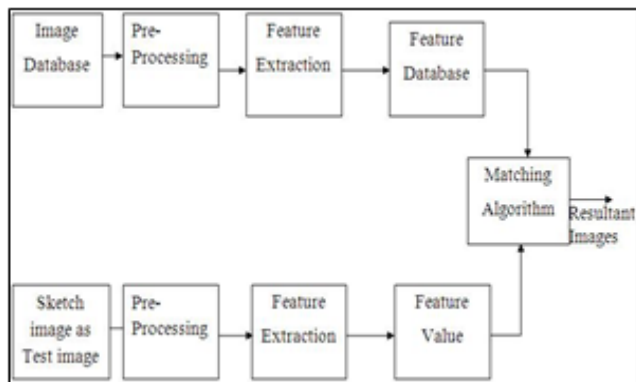 Image
Database
Pre-
Processing
Feature
Extraction
Feature
Database
Matching
Algorithm
Resultant
Images
Sketch
image as
Test image
Pre-
Processing
Feature
Extraction
Feature
Value